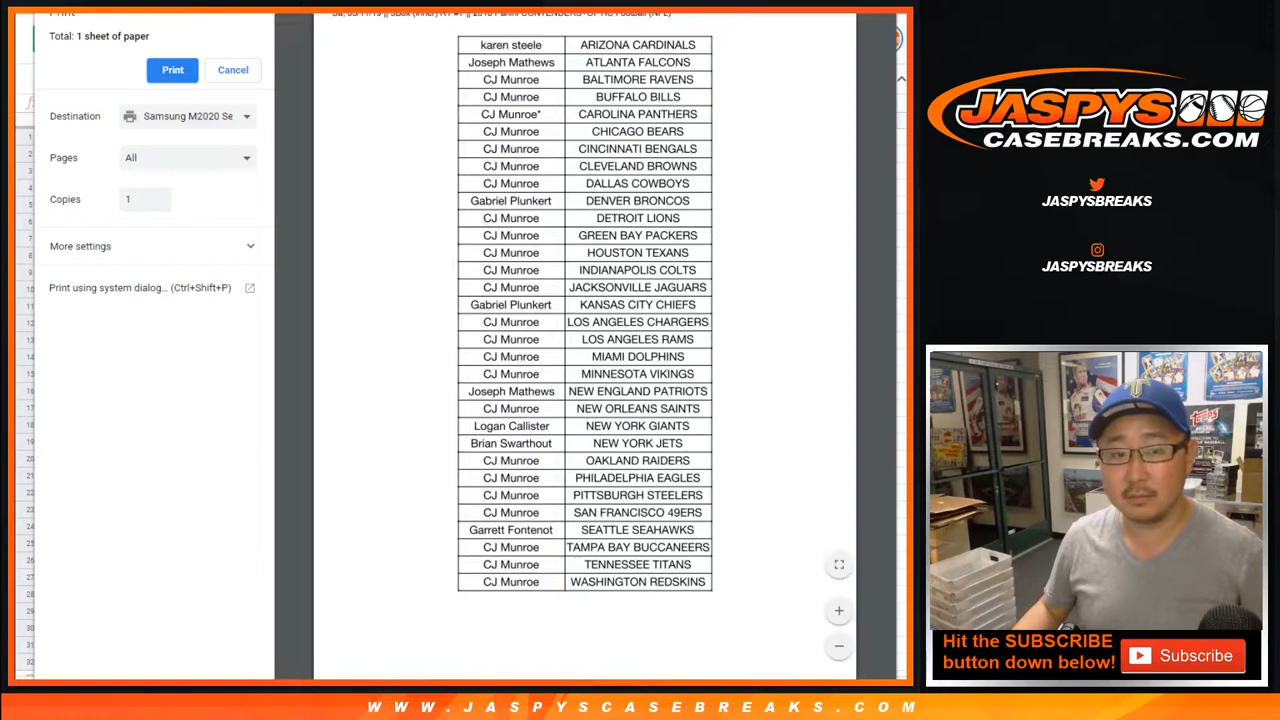 Total: 1 sheet of paper
Print
Cancel
Destination
Samsung M2020 Se
Pages
All
Copies
1
More settings
Print using system dialog... (Ctrl+Shift+P)
karen steele ARIZONA CARDINALS
Joseph Mathews ATLANTA FALCONS
CJ Munroe BALTIMORE RAVENS
CJ Munroe BUFFALO BILLS
CJ Munroe* CAROLINA PANTHERS
CJ Munroe CHICAGO BEARS
CJ Munroe CINCINNATI BENGALS
CJ Munroe CLEVELAND BROWNS
CJ Munroe DALLAS COWBOYS
Gabriel Plunkert DENVER BRONCOS
CJ Munroe DETROIT LIONS
CJ Munroe GREEN BAY PACKERS
CJ Munroe HOUSTON TEXANS
CJ Munroe INDIANAPOLIS COLTS
CJ Munroe JACKSONVILLE JAGUARS
Gabriel Plunkert KANSAS CITY CHIEFS
CJ Munroe LOS ANGELES CHARGERS
CJ Munroe LOS ANGELES RAMS
CJ Munroe MIAMI DOLPHINS
CJ Munroe MINNESOTA VIKINGS
Joseph Mathews NEW ENGLAND PATRIOTS
CJ Munroe NEW ORLEANS SAINTS
Logan Callister NEW YORK GIANTS
Brian Swarthout NEW YORK JETS
CJ Munroe OAKLAND RAIDERS
CJ Munroe PHILADELPHIA EAGLES
CJ Munroe PITTSBURGH STEELERS
CJ Munroe SAN FRANCISCO 49ERS
Garrett Fontenot SEATTLE SEAHAWKS
CJ Munroe TAMPA BAY BUCCANEERS
CJ Munroe TENNESSEE TITANS
CJ Munroe WASHINGTON REDSKINS
JASPYS
CASEBREAKS.COM
JASPYSBREAKS
JASPYSBREAKS
TOPPS
Hit the SUBSCRIBE
button down below!
Subscribe
WWW.JASPYSCASEBREAKS.COM